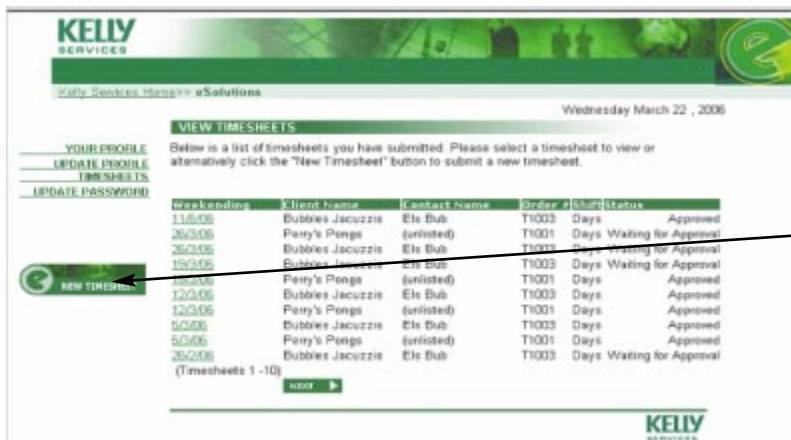 KELLY
SERVICES
Kelly Services Home>> eSolutions
Wednesday March 22 , 2006
VIEW TIMESHEETS
YOUR PROFILE
UPDATE PROFILE
TIMESHEETS
UPDATE PASSWORD
Below is a list of timesheets you have submitted. Please select a timesheet to view or
alternatively click the "New Timesheet" button to submit a new timesheet.
Weekending Client Name Contact Name Order # Shift Status
11/6/06 Bubbles Jacuzzis Els Bub T1003 Days Approved
26/3/06 Perry's Pongs (unlisted) T1001 Days Waiting for Approval
26/3/06 Bubbles Jacuzzis Els Bub T1003 Days Waiting for Approval
19/3/06 Bubbles Jacuzzis Els Bub T1003 Days Waiting for Approval
19/3/06 Perry's Pongs (unlisted) T1001 Days Approved
12/3/06 Bubbles Jacuzzis Els Bub T1003 Days Approved
12/3/06 Perry's Pongs (unlisted) T1001 Days Approved
5/3/06 Bubbles Jacuzzis Els Bub T1003 Days Approved
5/3/06 Perry's Pongs (unlisted) T1001 Days Approved
26/2/06 Bubbles Jacuzzis Els Bub T1003 Days Waiting for Approval
(Timesheets 1 -10)
NEXT
NEW TIMESHEET
KELLY
SERVICES